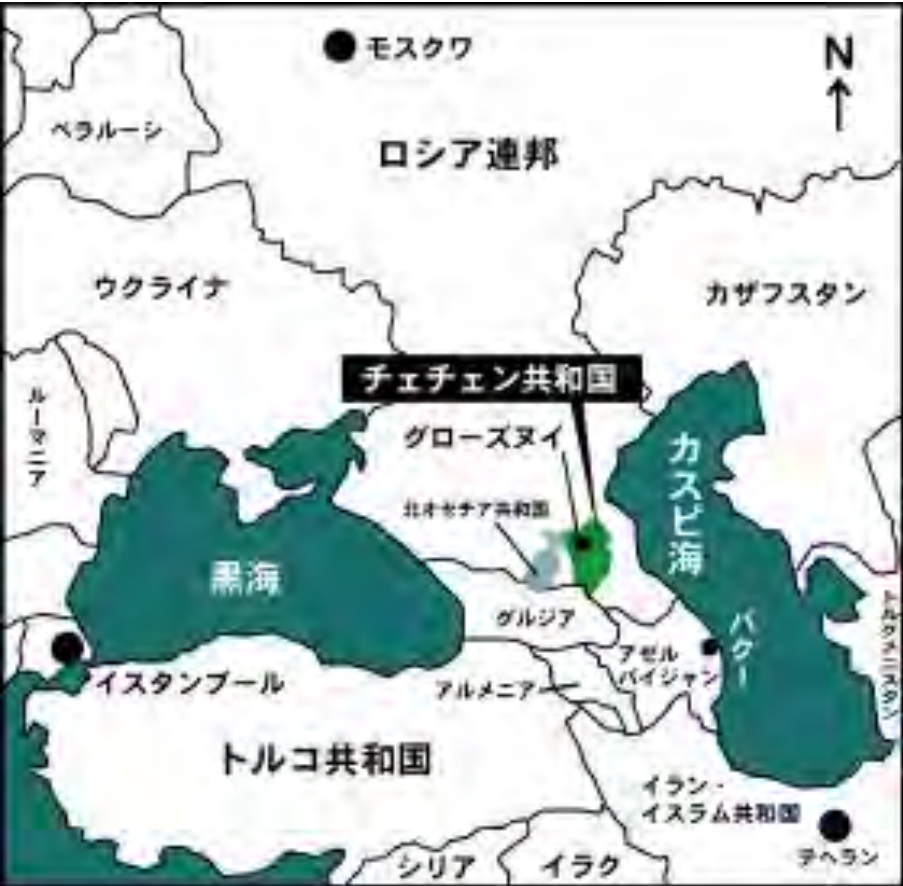 モスクワ
N
ベラルーシ
ロシア連邦
ウクライナ
カザフスタン
チェチェン共和国
ルーマニア
グローズヌイ
カスピ海
北オセチア共和国
黒海
グルジア
トルクメニスタン
バクー
アゼル
バイジャン
イスタンブール
アルメニア
トルコ共和国
イラン・
イスラム共和国
テヘラン
シリア
イラク